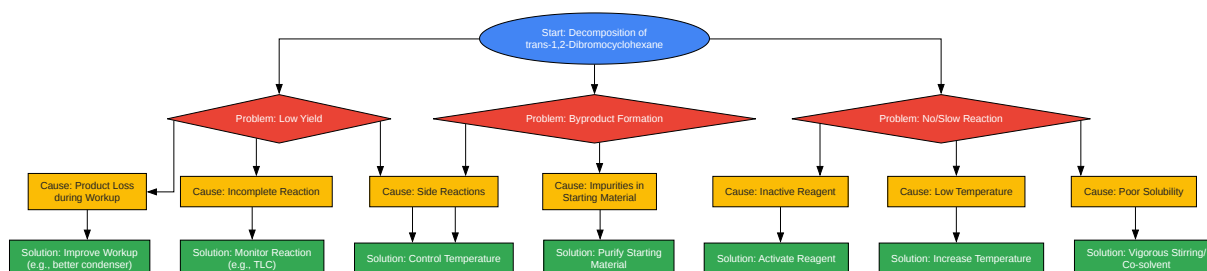 Start: Decomposition of
trans-1,2-Dibromocyclohexane
Problem: Low Yield
Problem: Byproduct Formation
Problem: No/Slow Reaction
Cause: Product Loss
during Workup
Cause: Incomplete Reaction
Cause: Side Reactions
Cause: Impurities in
Starting Material
Cause: Inactive Reagent
Cause: Low Temperature
Cause: Poor Solubility
Solution: Improve Workup
(e.g., better condenser)
Solution: Monitor Reaction
(e.g., TLC)
Solution: Control Temperature
Solution: Purify Starting
Material
Solution: Activate Reagent
Solution: Increase Temperature
Solution: Vigorous Stirring/
Co-solvent